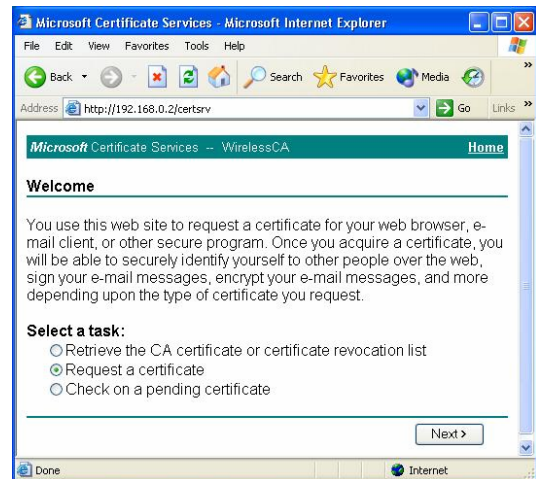 Microsoft Certificate Services - Microsoft Internet Explorer
File Edit View Favorites Tools Help
Back Search Favorites Media »
Address http://192.168.0.2/certsrv Go Links »
Microsoft Certificate Services -- WirelessCA Home
Welcome
You use this web site to request a certificate for your web browser, e-
mail client, or other secure program. Once you acquire a certificate, you
will be able to securely identify yourself to other people over the web,
sign your e-mail messages, encrypt your e-mail messages, and more
depending upon the type of certificate you request.
Select a task:
Retrieve the CA certificate or certificate revocation list
Request a certificate
Check on a pending certificate
Next >
Done Internet